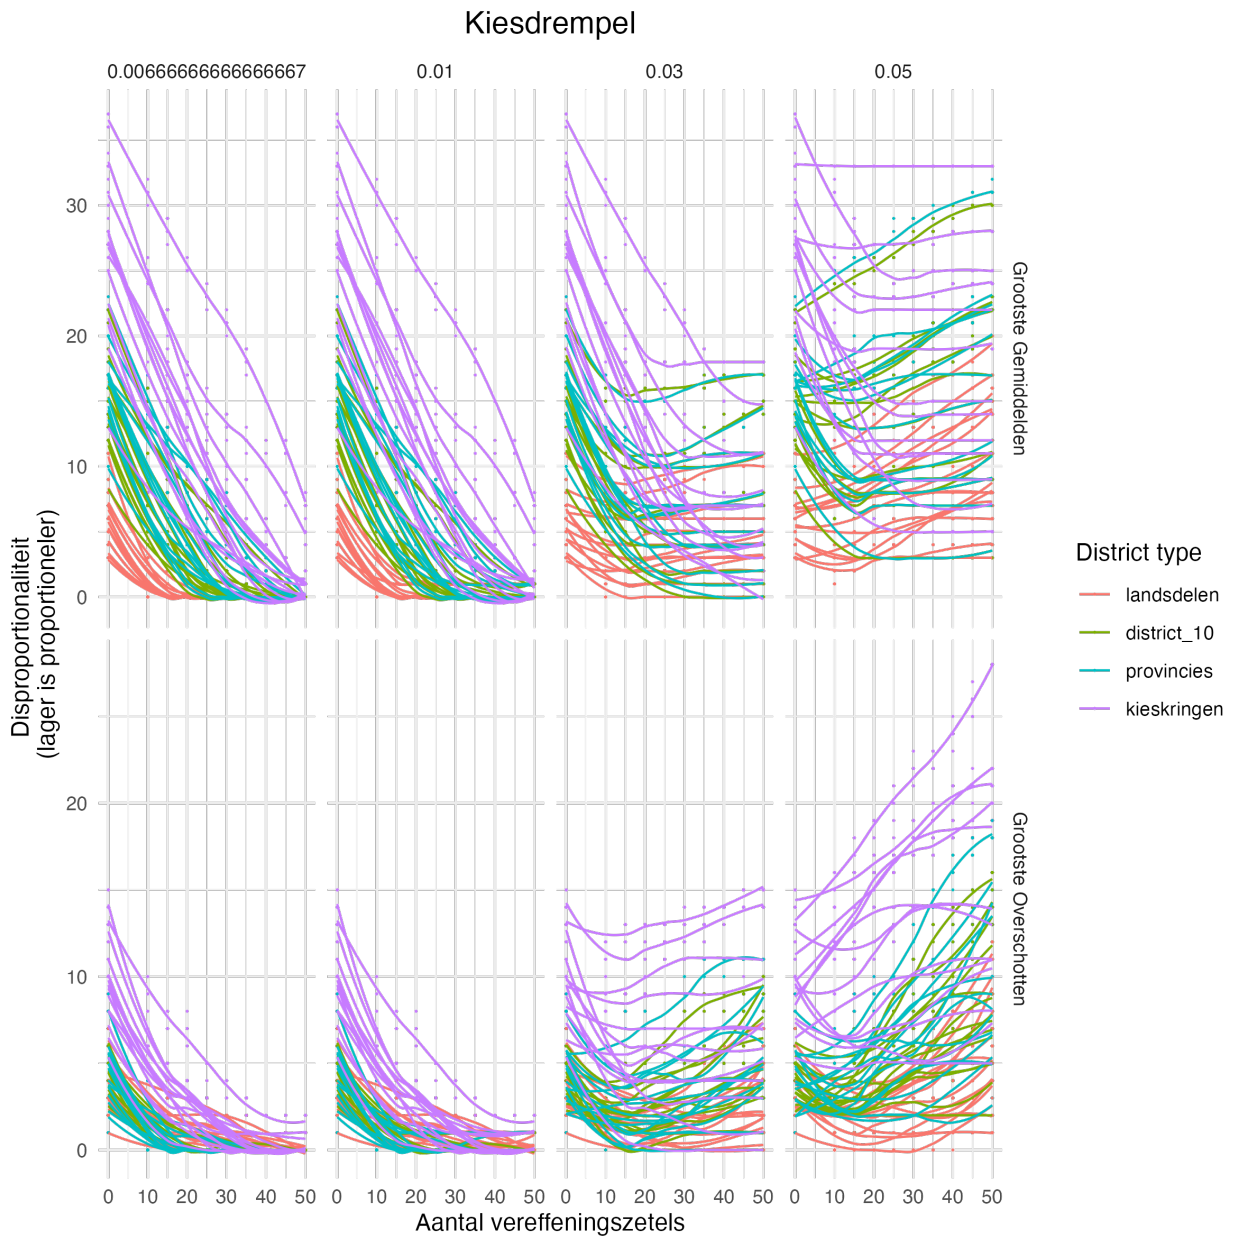 Kiesdrempel
0.00666666666666667 0.01 0.03 0.05
30
20
10
0
Grootste Gemiddelden
Disproportionaliteit
(lager is proportioneler)
20
10
0
Grootste Overschotten
0 10 20 30 40 50 0 10 20 30 40 50 0 10 20 30 40 50 0 10 20 30 40 50
Aantal vereffeningszetels
District type
landsdelen
district_10
provincies
kieskringen